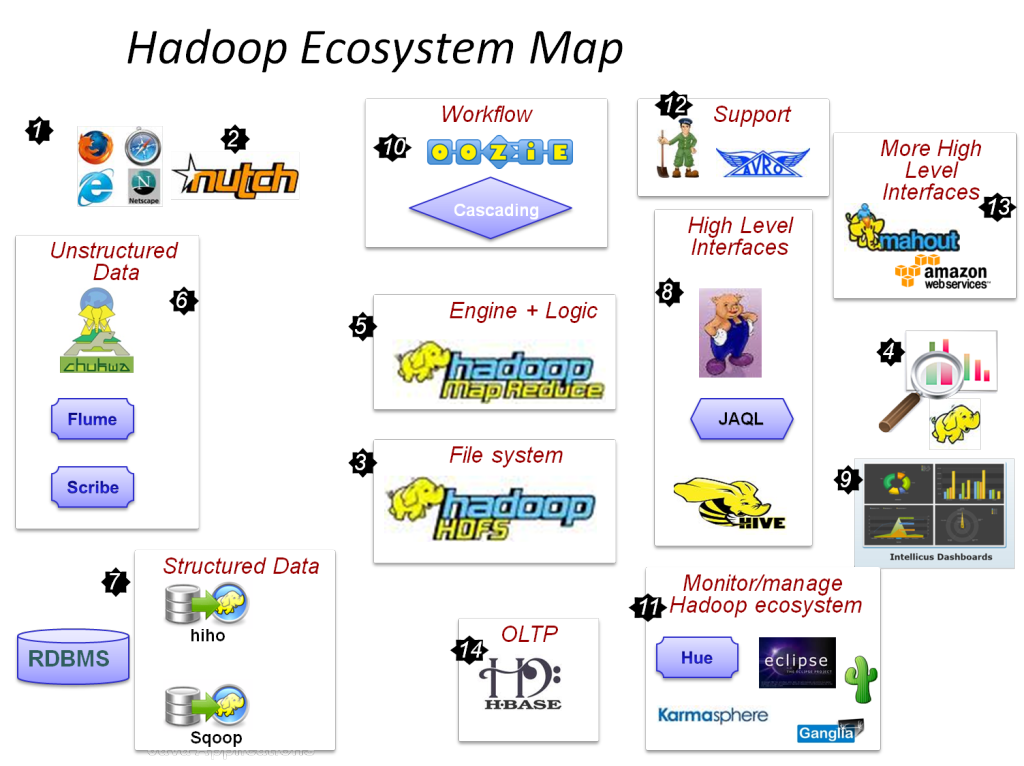 Hadoop Ecosystem Map
1
2
Netscape
nutch
Workflow
10
OOZiE
Cascading
12
Support
AVRO
More High
Level
Interfaces
13
mahout
amazon
webservices™
Unstructured
Data
6
chukwa
Flume
Scribe
5
Engine + Logic
hadoop
Map Reduce
3
File system
hadoop
HDFS
High Level
Interfaces
8
JAQL
HIVE
4
9
Intellicus Dashboards
7
Structured Data
hiho
RDBMS
Sqoop
14
OLTP
H
H·BASE
11
Monitor/manage
Hadoop ecosystem
Hue
eclipse
Karmasphere
Ganglia